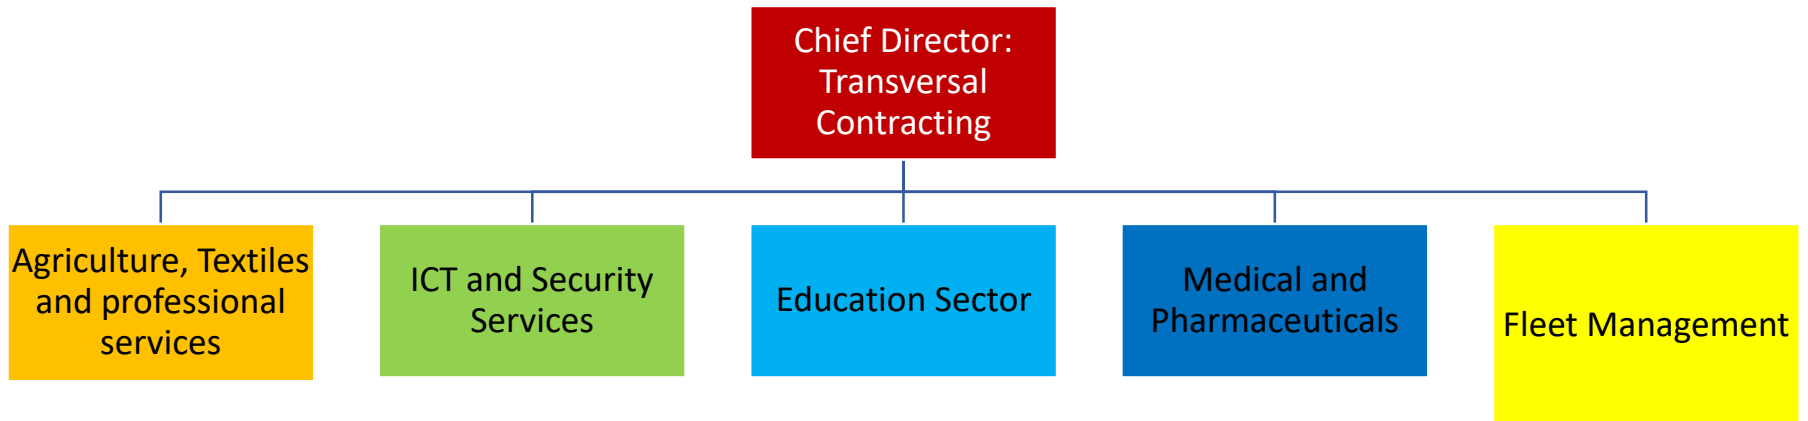 Chief Director:
Transversal
Contracting
Agriculture, Textiles
and professional
services
ICT and Security
Services
Education Sector
Medical and
Pharmaceuticals
Fleet Management